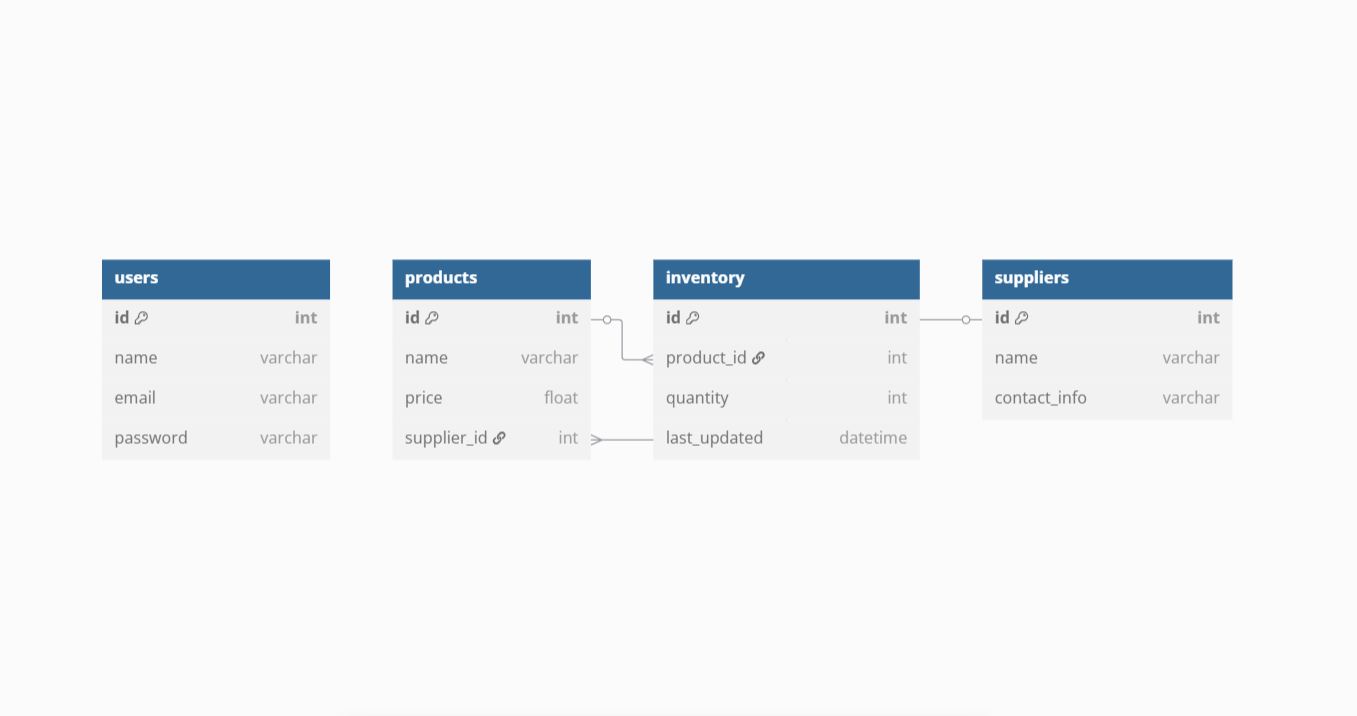 users
id int
name varchar
email varchar
password varchar
products
id int
name varchar
price float
supplier_id int
inventory
id int
product_id int
quantity int
last_updated datetime
suppliers
id int
name varchar
contact_info varchar